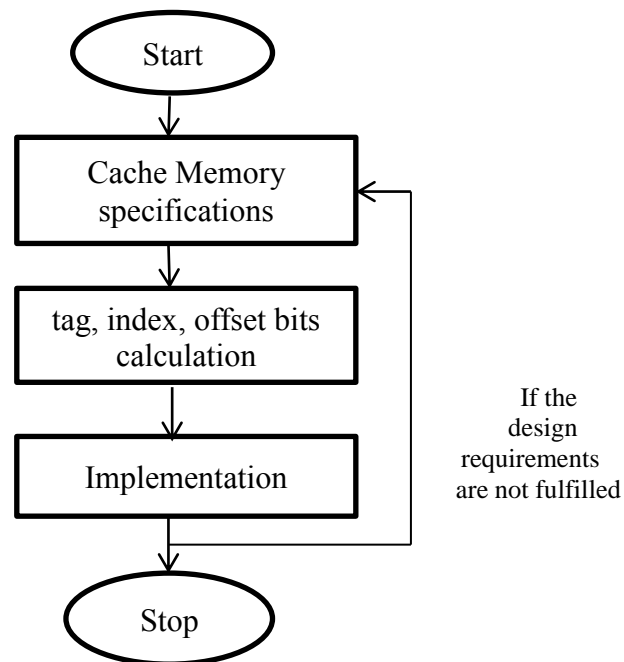 Start
Cache Memory
specifications
tag, index, offset bits
calculation
If the
design
requirements
are not fulfilled
Implementation
Stop